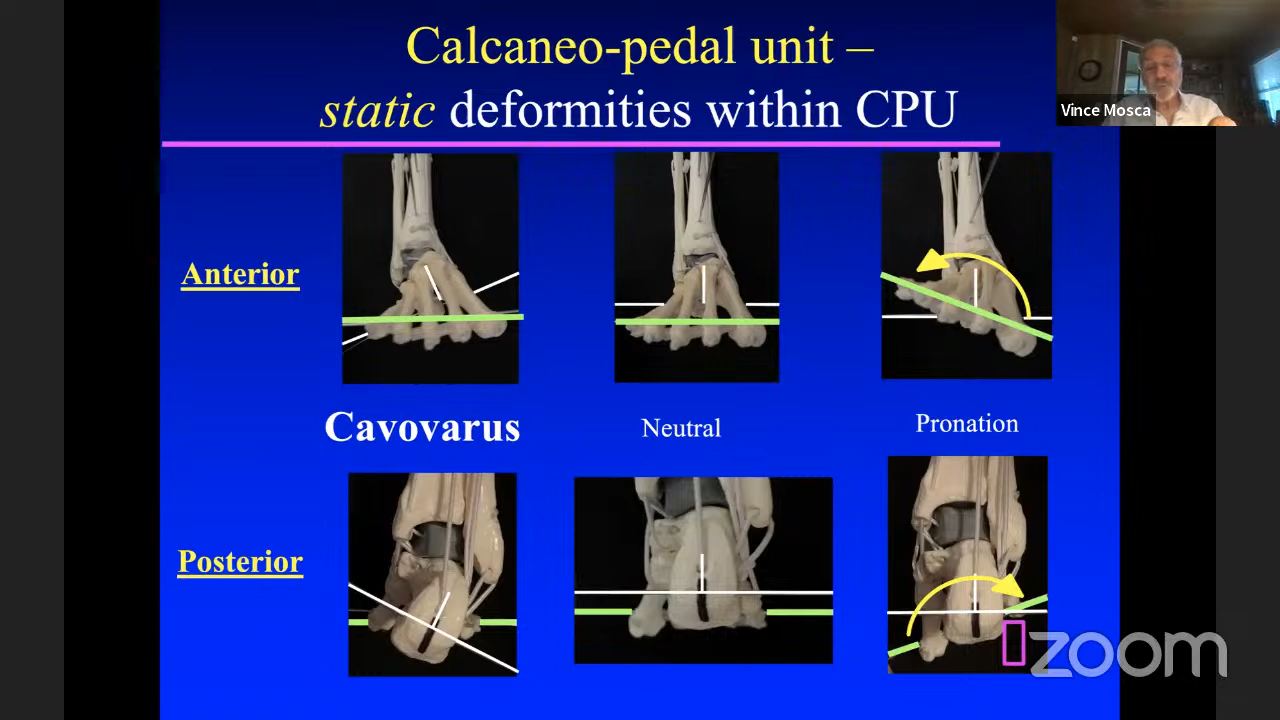 Calcaneo-pedal unit –
static deformities within CPU
Vince Mosca
Anterior
Cavovarus
Neutral
Pronation
Posterior
zoom